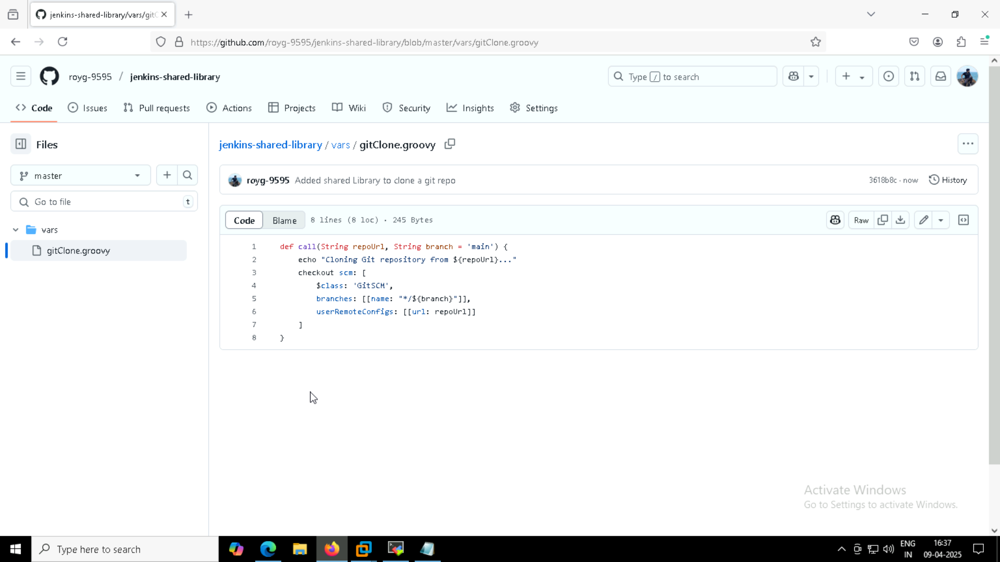 jenkins-shared-library/vars/gitC
https://github.com/royg-9595/jenkins-shared-library/blob/master/vars/gitClone.groovy
royg-9595 / jenkins-shared-library
Type / to search
Code
Issues
Pull requests
Actions
Projects
Wiki
Security
Insights
Settings
Files
jenkins-shared-library / vars / gitClone.groovy
master
royg-9595 Added shared Library to clone a git repo
3618b8c · now
History
Go to file
t
Code
Blame
8 lines (8 loc) · 245 Bytes
Raw
vars
gitClone.groovy
1 def call(String repoUrl, String branch = 'main') {
2 echo "Cloning Git repository from ${repoUrl}..."
3 checkout scm: [
4 $class: 'GitSCM',
5 branches: [[name: "*/${branch}"]],
6 userRemoteConfigs: [[url: repoUrl]]
7 ]
8 }
Activate Windows
Go to Settings to activate Windows.
Type here to search
ENG
IN
16:37
09-04-2025